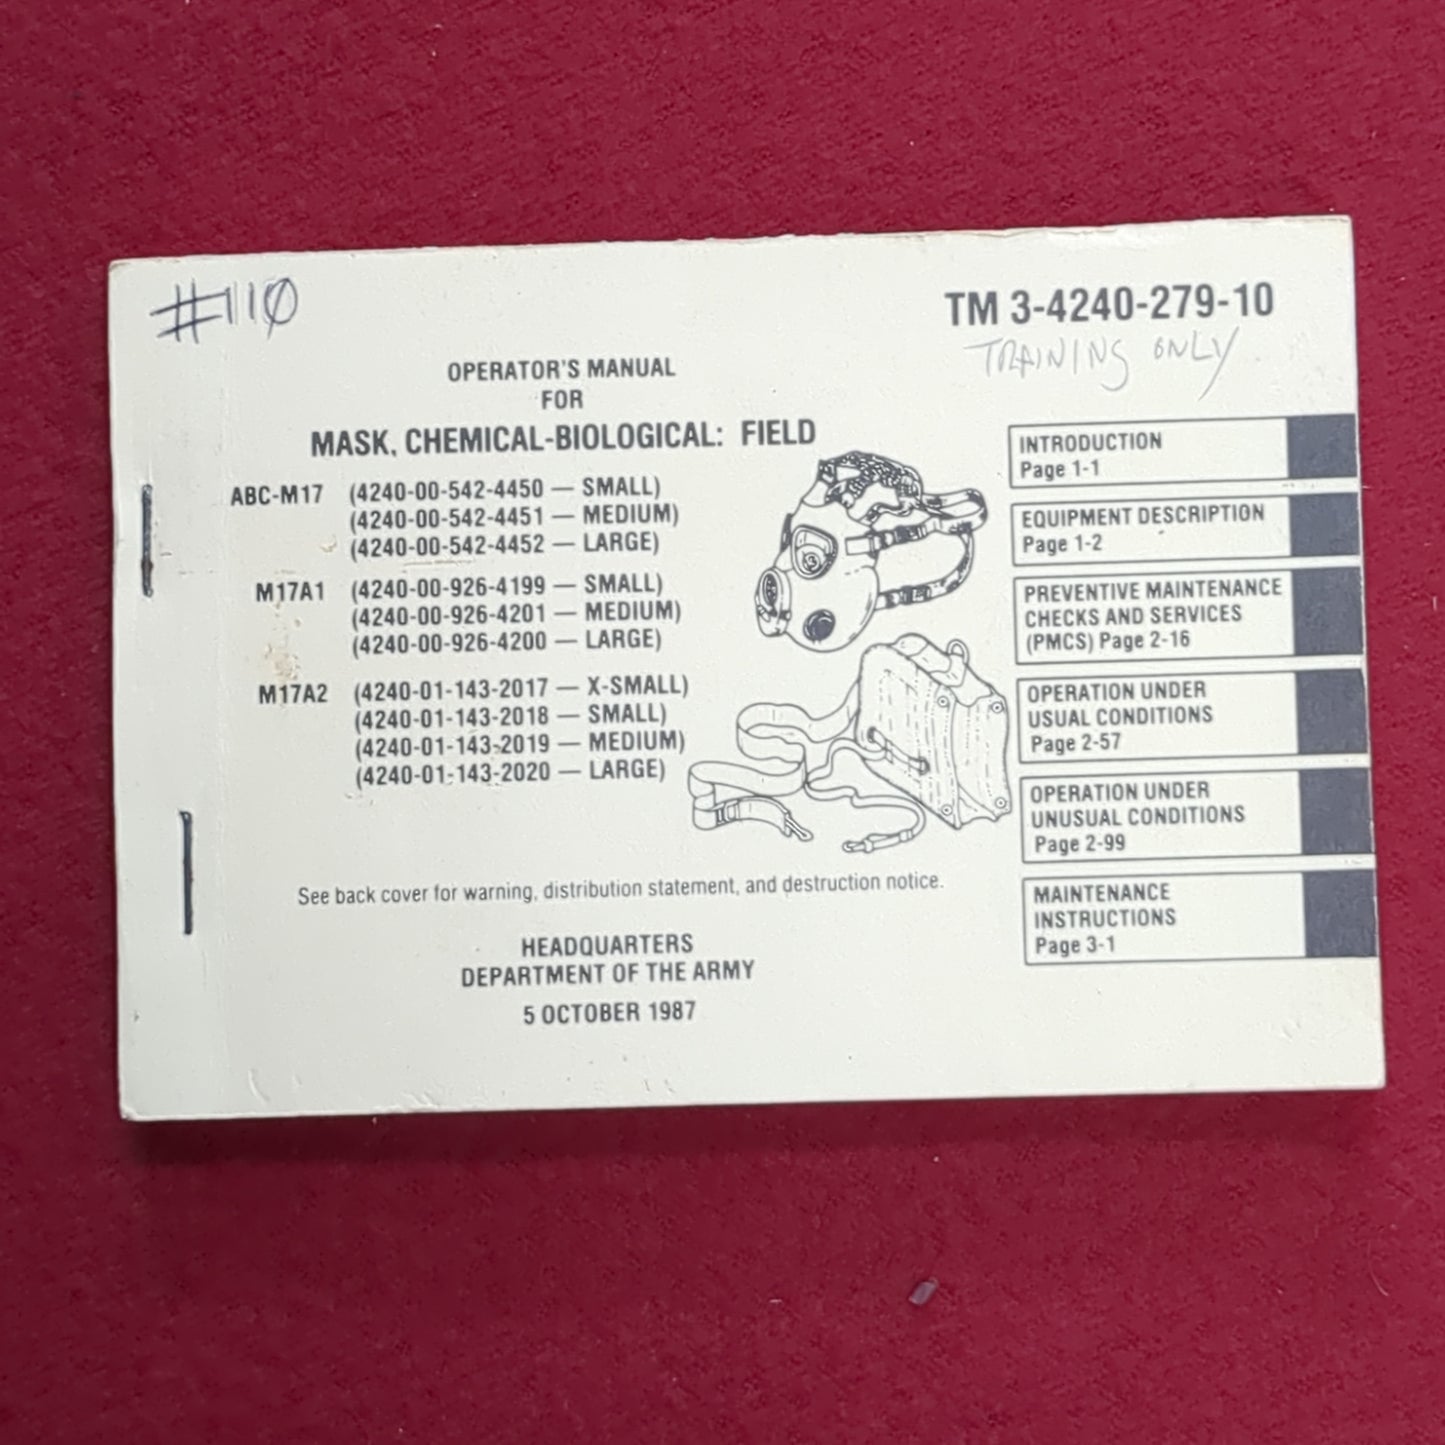 #110
TM 3-4240-279-10
TRAINING ONLY
OPERATOR'S MANUAL
FOR
MASK, CHEMICAL-BIOLOGICAL: FIELD
ABC-M17 (4240-00-542-4450 — SMALL)
(4240-00-542-4451 — MEDIUM)
(4240-00-542-4452 — LARGE)
M17A1 (4240-00-926-4199 — SMALL)
(4240-00-926-4201 — MEDIUM)
(4240-00-926-4200 — LARGE)
M17A2 (4240-01-143-2017 — X-SMALL)
(4240-01-143-2018 — SMALL)
(4240-01-143-2019 — MEDIUM)
(4240-01-143-2020 — LARGE)
See back cover for warning, distribution statement, and destruction notice.
HEADQUARTERS
DEPARTMENT OF THE ARMY
5 OCTOBER 1987
INTRODUCTION
Page 1-1
EQUIPMENT DESCRIPTION
Page 1-2
PREVENTIVE MAINTENANCE
CHECKS AND SERVICES
(PMCS) Page 2-16
OPERATION UNDER
USUAL CONDITIONS
Page 2-57
OPERATION UNDER
UNUSUAL CONDITIONS
Page 2-99
MAINTENANCE
INSTRUCTIONS
Page 3-1